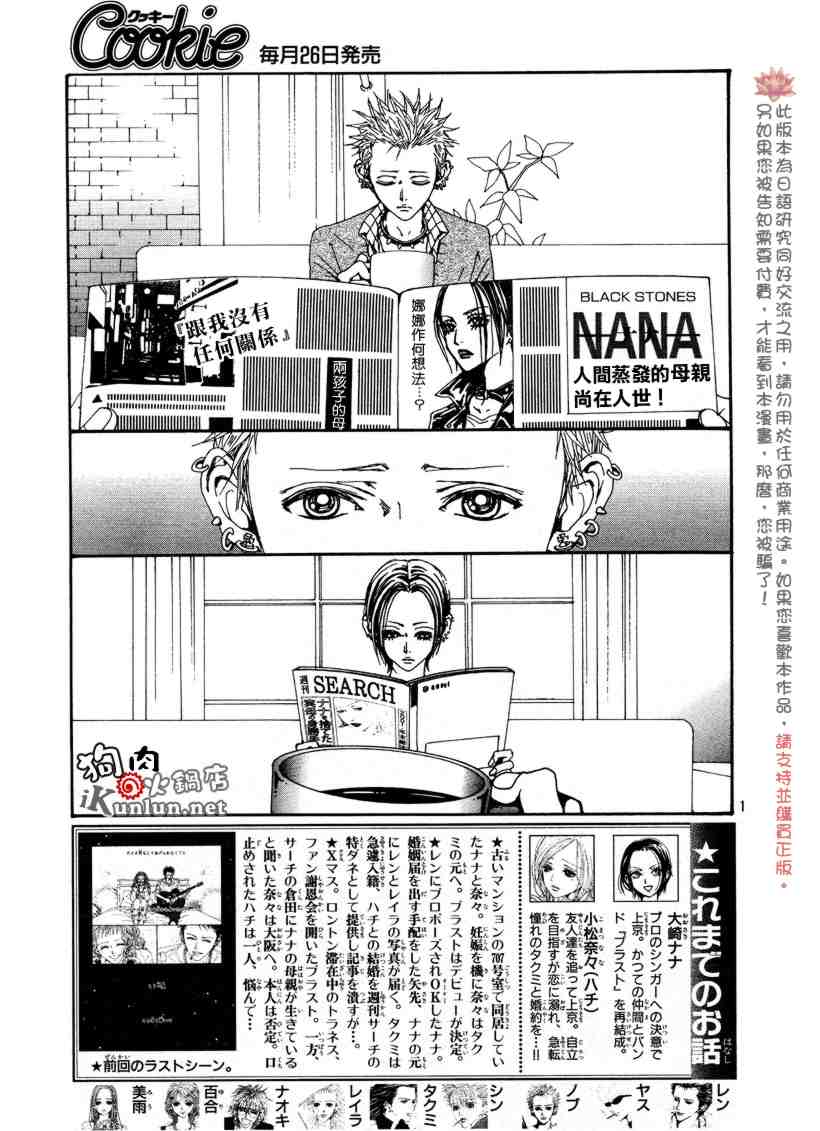 クッキー
Cookie
毎月26日発売
此版本為日語研究同好交流之用，請勿用於任何商業用途。如果您喜歡本作品，請支持並購買正版。
另如果您被告知需要付費，才能看到本漫畫，那麼，您被騙了！
『跟我沒有
任何關係』
兩孩子的母
娜娜作何想法…？
BLACK STONES
NANA
人間蒸發的母親
尚在人世！
週刊
SEARCH
ナナを捨てた
狗肉
火鍋店
iKunlun.net
1
★これまでのお話
大崎ナナ
プロのシンガーへの決意で
上京。かつての仲間とバン
ド「ブラスト」を再結成。
小松奈々(ハチ)
友人達を追って上京。自立
を目指すが恋に溺れ、急転
憧れのタクミと婚約を…!!
★古いマンションの707号室で同居してい
たナナと奈々。妊娠を機に奈々はタク
ミの元へ。ブラストはデビューが決定。
★レンにプロポーズされOKしたナナ。
婚姻届を出す手配をした矢先、ナナの元
にレンとレイラの写真が届く。タクミは
急遽入籍、ハチとの結婚を週刊サーチの
特ダネとして提供し記事を潰すが…。
★Xマス。ロンドン滞在中のトラネス、
ファン謝恩会を開いたブラスト。一方、
サーチの倉田にナナの母親が生きている
と聞いた奈々は大阪へ。本人は否定。口
止めされたハチは一人、悩んで…
★前回のラストシーン。
レン
ヤス
ノブ
シン
タクミ
レイラ
ナオキ
百合
美雨